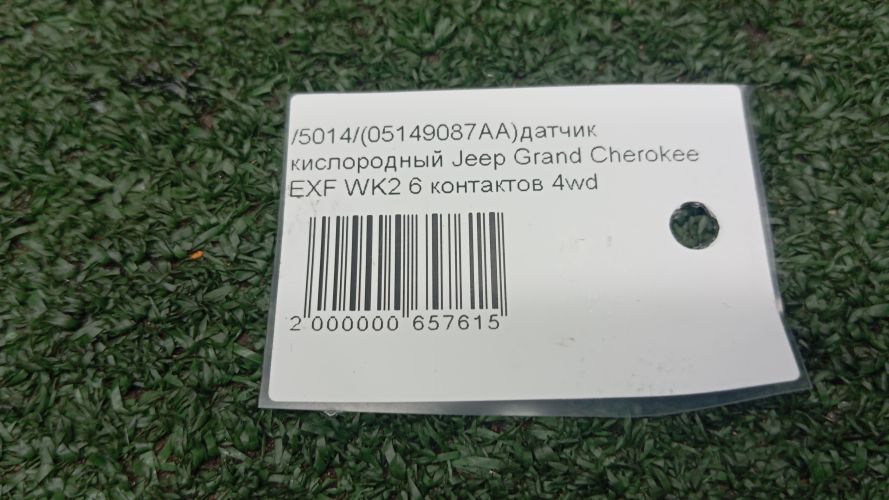 /5014/(05149087AA)датчик
кислородный Jeep Grand Cherokee
EXF WK2 6 контактов 4wd
2 000000 657615